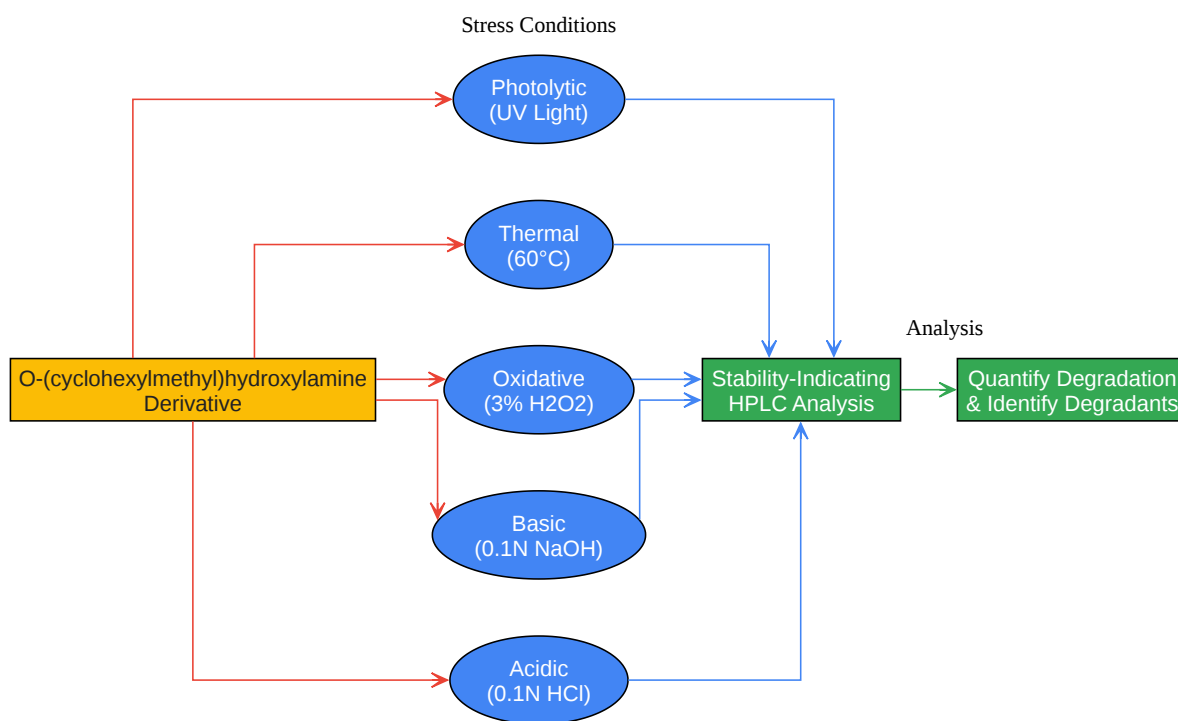 Stress Conditions
Photolytic
(UV Light)
Thermal
(60°C)
Analysis
O-(cyclohexylmethyl)hydroxylamine
Derivative
Oxidative
(3% H2O2)
Stability-Indicating
HPLC Analysis
Quantify Degradation
& Identify Degradants
Basic
(0.1N NaOH)
Acidic
(0.1N HCl)